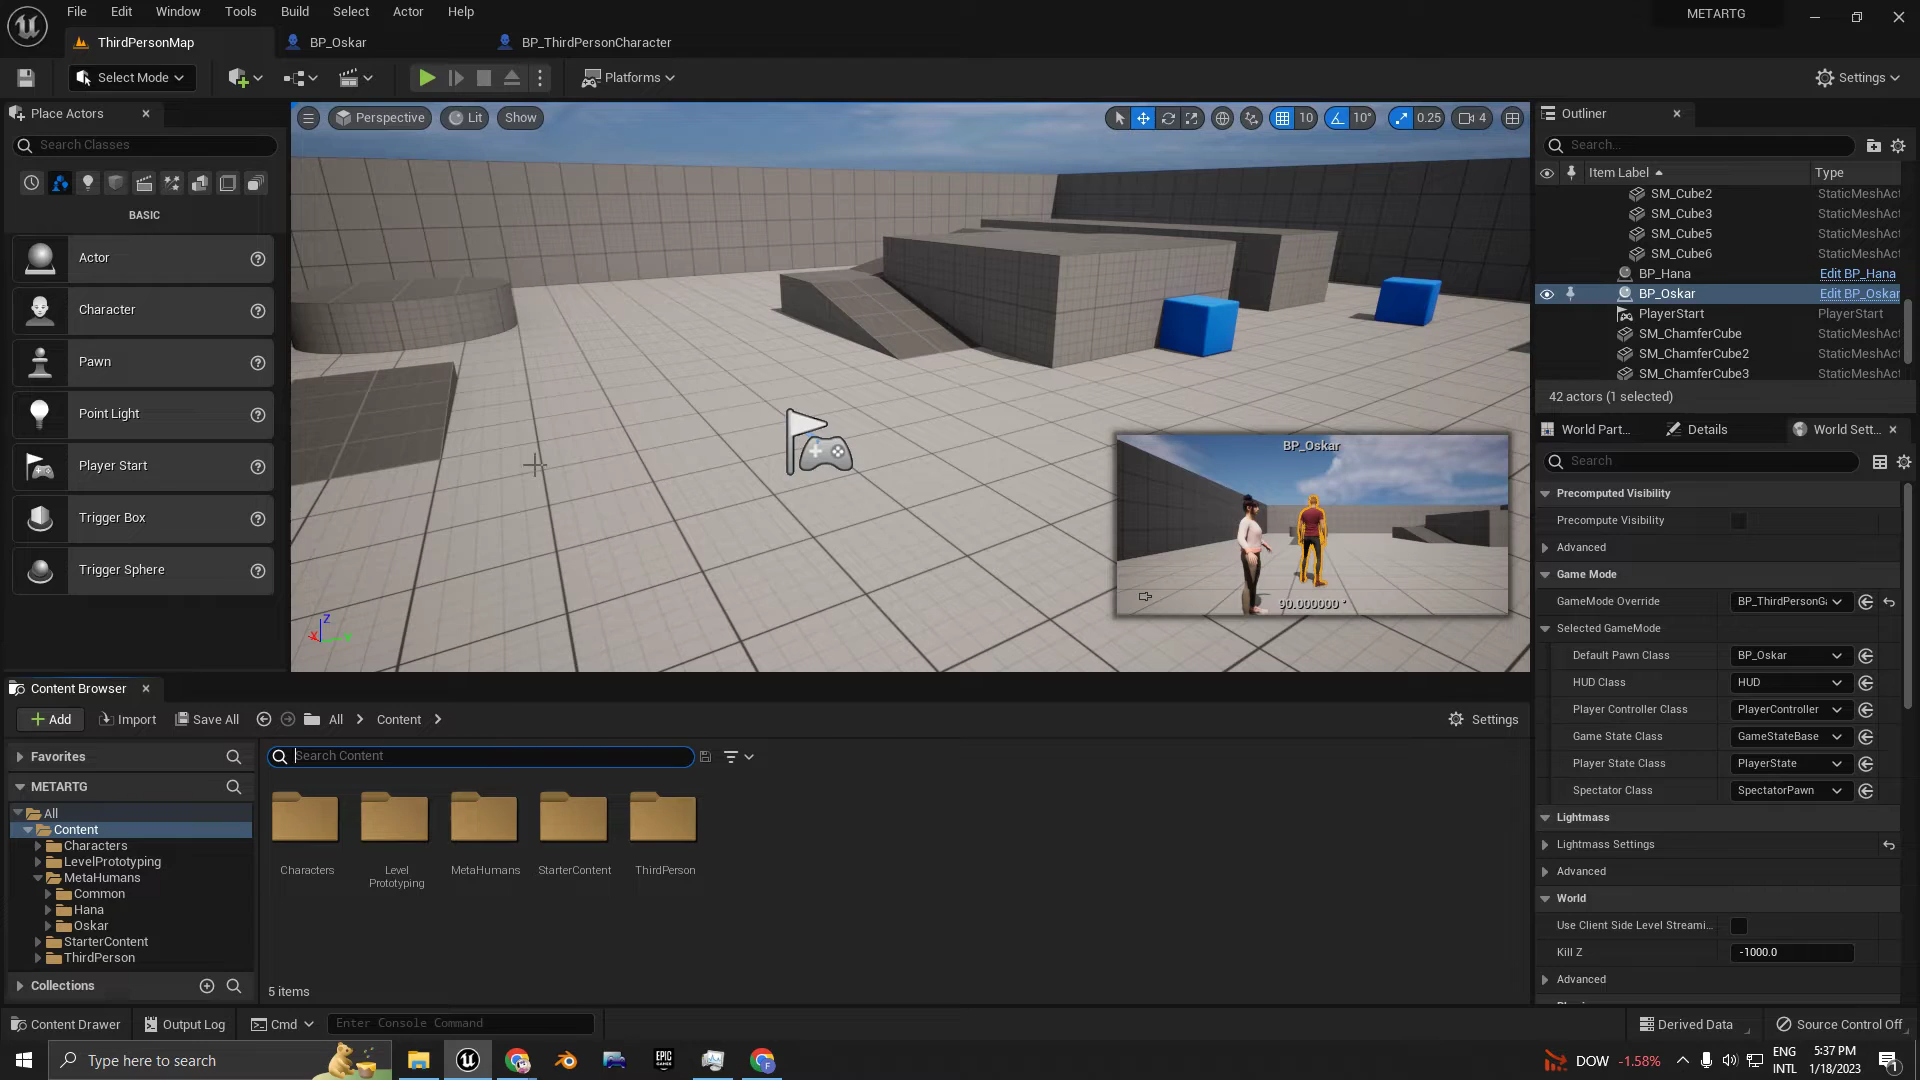 File Edit Window Tools Build Select Actor Help
METARTG
ThirdPersonMap
BP_Oskar
BP_ThirdPersonCharacter
Select Mode
Platforms
Settings
Place Actors
Search Classes
BASIC
Actor
Character
Pawn
Point Light
Player Start
Trigger Box
Trigger Sphere
Perspective
Lit
Show
10
10°
0.25
4
BP_Oskar
90.000000 °
Z
X
Y
Outliner
Search...
Item Label
Type
SM_Cube2 StaticMeshAct
SM_Cube3 StaticMeshAct
SM_Cube5 StaticMeshAct
SM_Cube6 StaticMeshAct
BP_Hana Edit BP_Hana
BP_Oskar Edit BP_Oskar
PlayerStart PlayerStart
SM_ChamferCube StaticMeshAct
SM_ChamferCube2 StaticMeshAct
SM_ChamferCube3 StaticMeshAct
42 actors (1 selected)
World Part...
Details
World Sett...
Search
Precomputed Visibility
Precompute Visibility
Advanced
Game Mode
GameMode Override BP_ThirdPersonGa
Selected GameMode
Default Pawn Class BP_Oskar
HUD Class HUD
Player Controller Class PlayerController
Game State Class GameStateBase
Player State Class PlayerState
Spectator Class SpectatorPawn
Lightmass
Lightmass Settings
Advanced
World
Use Client Side Level Streami...
Kill Z -1000.0
Advanced
Content Browser
Add
Import
Save All
All
Content
Settings
Favorites
METARTG
All
Content
Characters
LevelPrototyping
MetaHumans
Common
Hana
Oskar
StarterContent
ThirdPerson
Collections
Search Content
Characters
Level
Prototyping
MetaHumans
StarterContent
ThirdPerson
5 items
Content Drawer
Output Log
Cmd
Enter Console Command
Derived Data
Source Control Off
Type here to search
EPIC
GAMES
DOW -1.58%
ENG
INTL
5:37 PM
1/18/2023
1